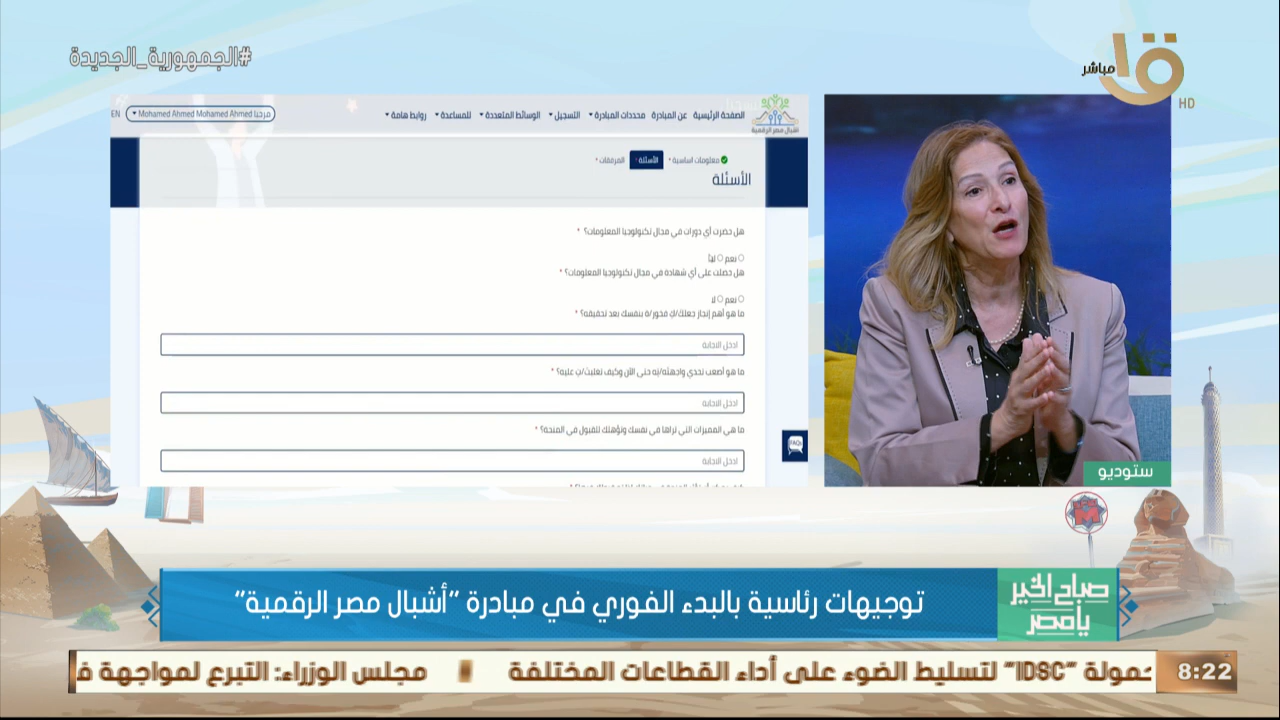 #الجمهورية_الجديدة
مباشر
HD
EN
مرحبا Mohamed Ahmed Mohamed Ahmed
الصفحة الرئيسية عن المبادرة محددات المبادرة التسجيل الوسائط المتعددة للمساعدة روابط هامة
أشبال مصر الرقمية
معلومات اساسية * الأسئلة * المرفقات *
الأسئلة
هل حضرت أي دورات في مجال تكنولوجيا المعلومات؟ *
نعم
هل حصلت على أي شهادة في مجال تكنولوجيا المعلومات؟ *
نعم لا
ما هو أهم إنجاز جعلك/كِ فخور/ة بنفسك بعد تحقيقه؟ *
ادخل الاجابة
ما هو أصعب تحدي واجهته/تِه حتى الآن وكيف تغلبتَ/تِ عليه؟ *
ادخل الاجابة
ما هي المميزات التي تراها في نفسك وتؤهلك للقبول في المنحة؟ *
ادخل الاجابة
FAQs
ستوديو
M
توجيهات رئاسية بالبدء الفوري في مبادرة "أشبال مصر الرقمية"
صباح الخير
يا مصر
حمولة "IDSC" لتسليط الضوء على أداء القطاعات المختلفة مجلس الوزراء: التبرع لمواجهة
8:22